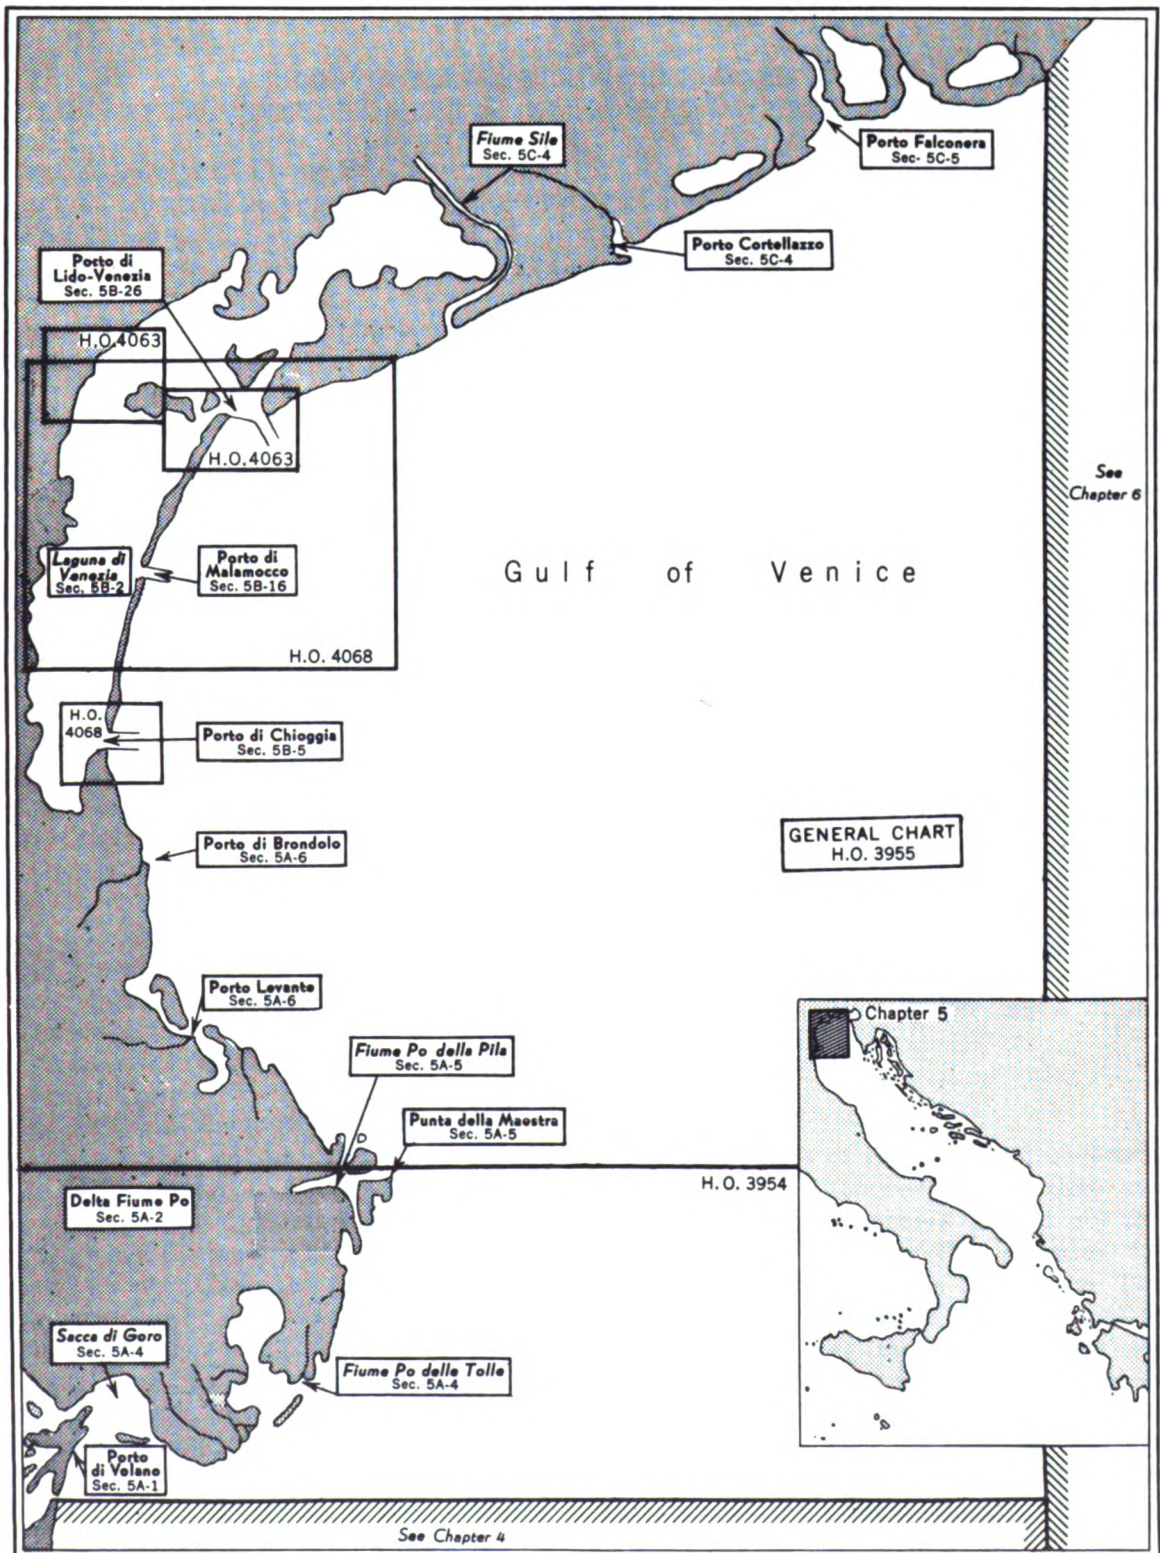 Fiume Sile
Sec. 5C-4
Porto Falconera
Sec- 5C-5
Porto di
Lido-Venezia
Sec. 5B-26
Porto Cortellazzo
Sec. 5C-4
H.O.4063
H.O.4063
See
Chapter 6
Laguna di
Venezia
Sec. 5B-2
Porto di
Malamocco
Sec. 5B-16
Gulf of Venice
H.O. 4068
H.O.
4068
Porto di Chioggia
Sec. 5B-5
Porto di Brondolo
Sec. 5A-6
GENERAL CHART
H.O. 3955
Porto Levante
Sec. 5A-6
Chapter 5
Fiume Po della Pila
Sec. 5A-5
Punta della Maestra
Sec. 5A-5
H.O. 3954
Delta Fiume Po
Sec. 5A-2
Sacca di Goro
Sec. 5A-4
Fiume Po delle Tolle
Sec. 5A-4
Porto
di Volano
Sec. 5A-1
See Chapter 4